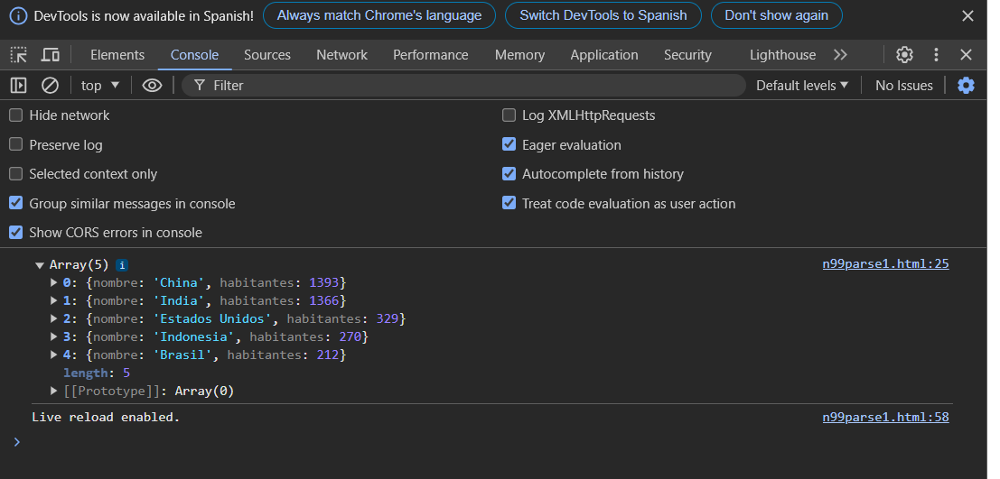 DevTools is now available in Spanish! Always match Chrome's language Switch DevTools to Spanish Don't show again
Elements Console Sources Network Performance Memory Application Security Lighthouse
top Filter Default levels No Issues
Hide network Log XMLHttpRequests
Preserve log Eager evaluation
Selected context only Autocomplete from history
Group similar messages in console Treat code evaluation as user action
Show CORS errors in console
Array(5) i n99parse1.html:25
0: {nombre: 'China', habitantes: 1393}
1: {nombre: 'India', habitantes: 1366}
2: {nombre: 'Estados Unidos', habitantes: 329}
3: {nombre: 'Indonesia', habitantes: 270}
4: {nombre: 'Brasil', habitantes: 212}
length: 5
[[Prototype]]: Array(0)
Live reload enabled. n99parse1.html:58